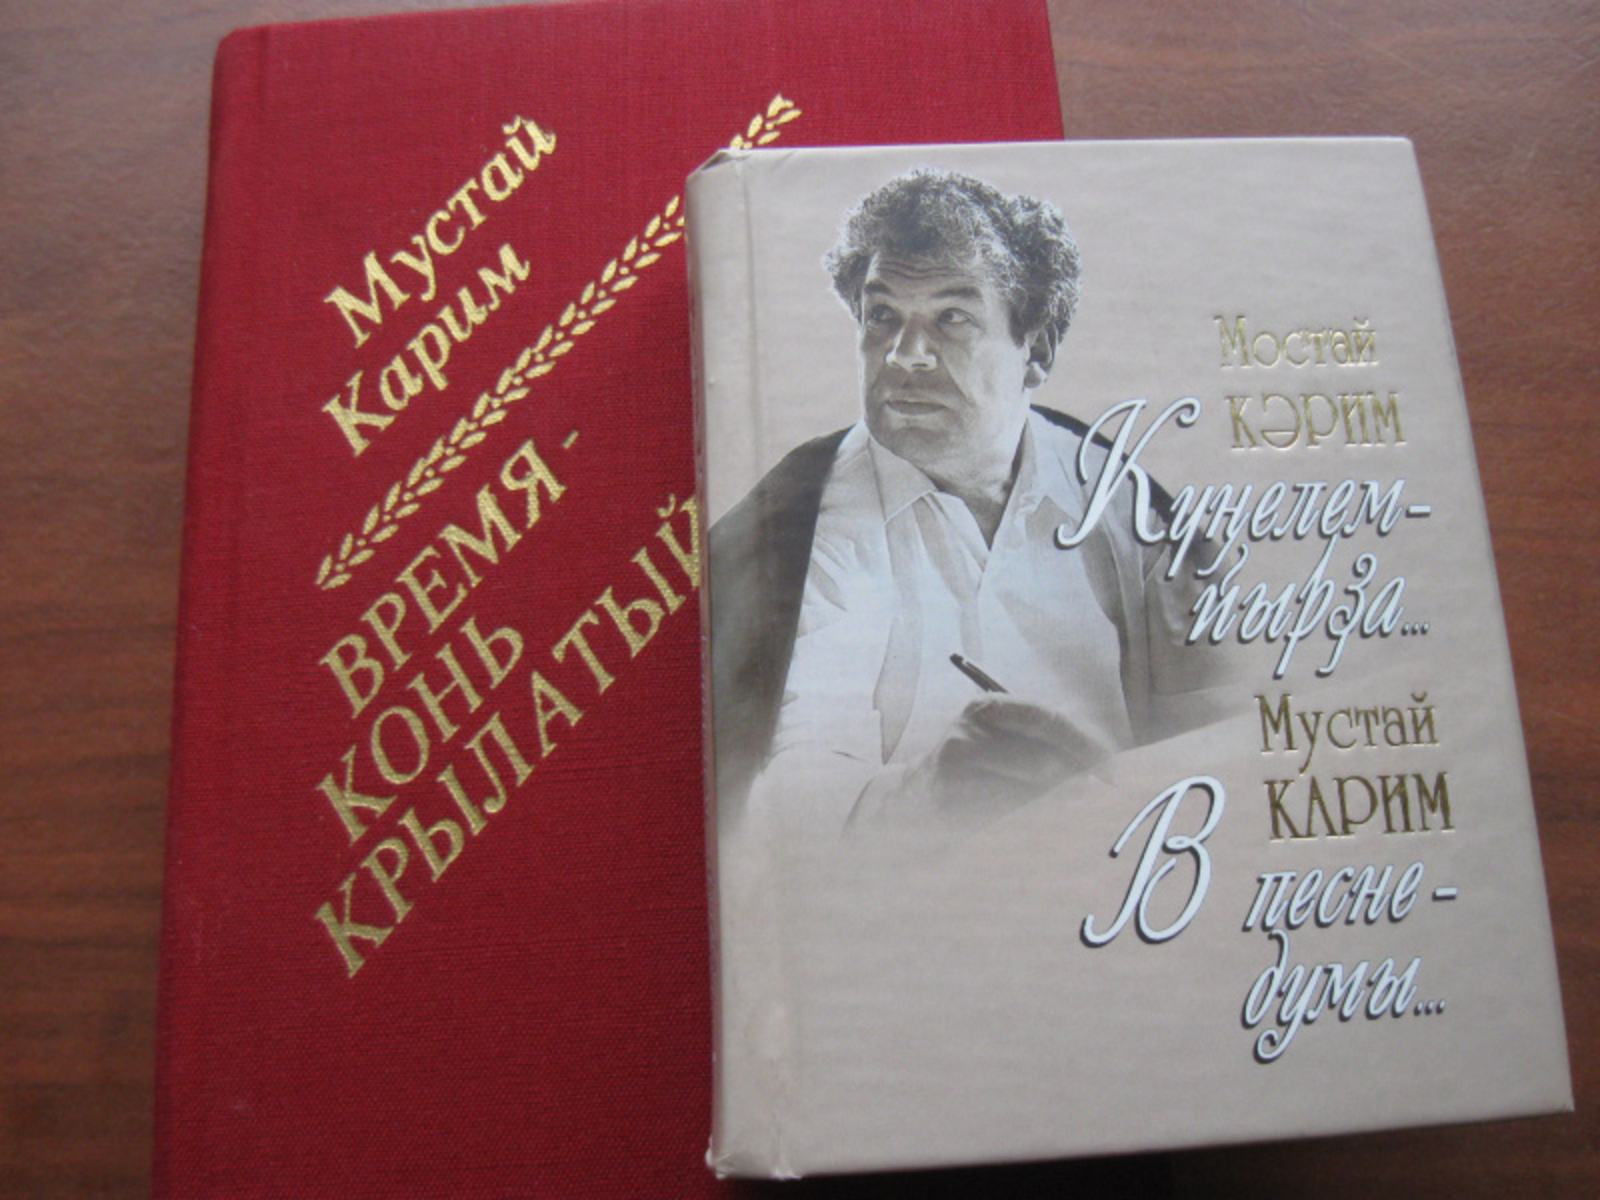 Мустай
Карим
ВРЕМЯ -
КОНЬ
КРЫЛАТЫЙ
Мостай
КӘРИМ
Күңелем-
йырҙа...
Мустай
КАРИМ
В песне -
думы...